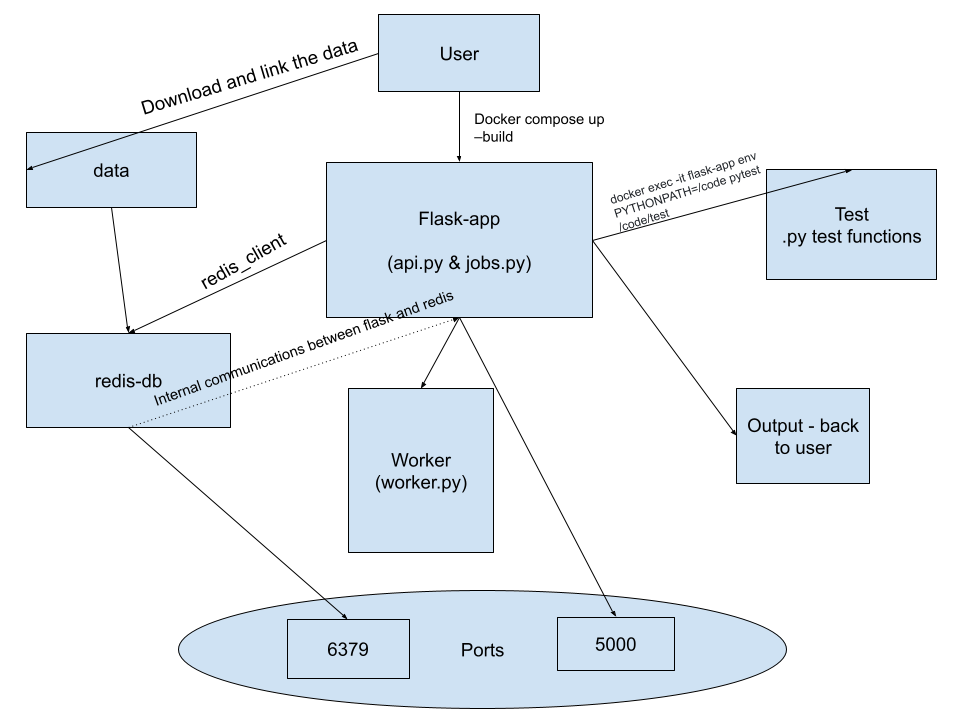 User
Download and link the data
Docker compose up
–build
data
docker exec -it flask-app env
PYTHONPATH=/code pytest
/code/test
Test
.py test functions
Flask-app
(api.py & jobs.py)
redis_client
Internal communications between flask and redis
redis-db
Output - back
to user
Worker
(worker.py)
6379
Ports
5000